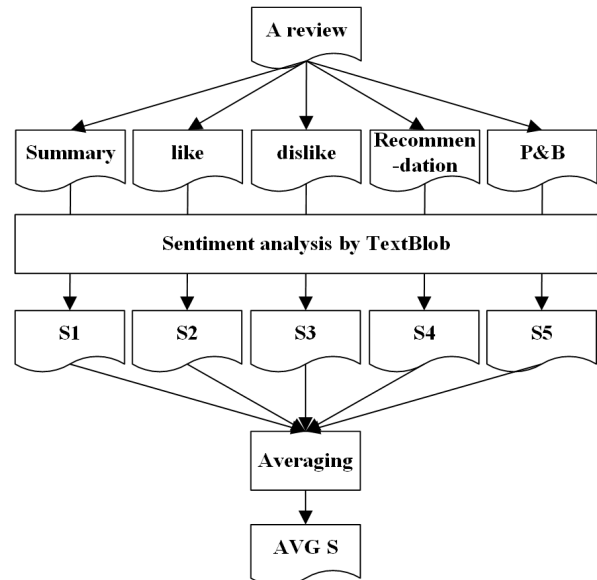 A review
Summary
like
dislike
Recommen
-dation
P&B
Sentiment analysis by TextBlob
S1
S2
S3
S4
S5
Averaging
AVG S